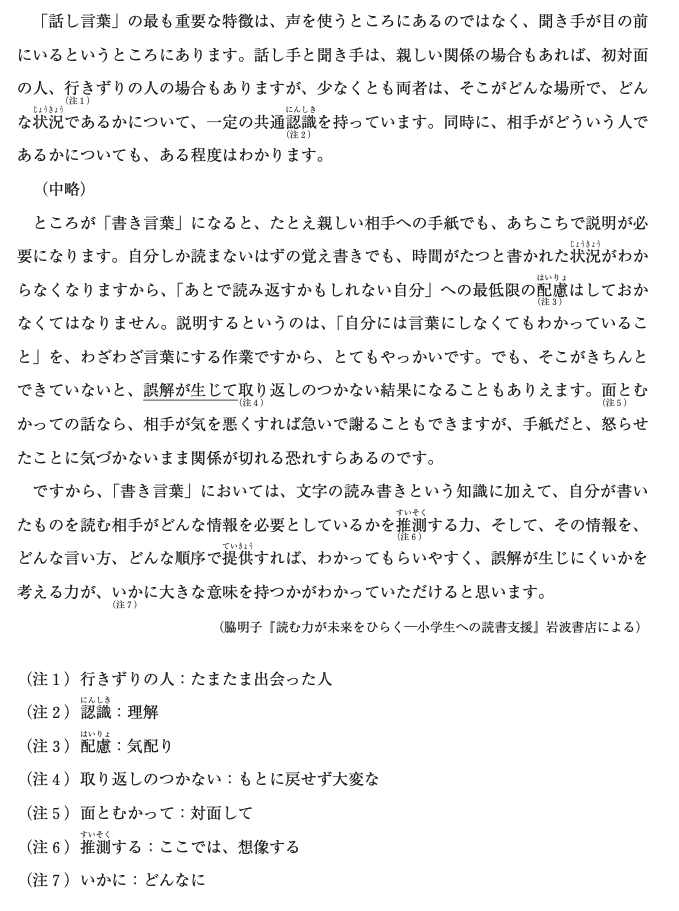 「話し言葉」の最も重要な特徴は、声を使うところにあるのではなく、聞き手が目の前
にいるというところにあります。話し手と聞き手は、親しい関係の場合もあれば、初対面
の人、行きずりの人の場合もありますが、少なくとも両者は、そこがどんな場所で、どん
(注1)
じょうきょう にんしき
な状況であるかについて、一定の共通認識を持っています。同時に、相手がどういう人で
(注2)
あるかについても、ある程度はわかります。
(中略)
ところが「書き言葉」になると、たとえ親しい相手への手紙でも、あちこちで説明が必
じょうきょう
要になります。自分しか読まないはずの覚え書きでも、時間がたつと書かれた状況がわか
はいりょ
らなくなりますから、「あとで読み返すかもしれない自分」への最低限の配慮はしておか
(注3)
なくてはなりません。説明するというのは、「自分には言葉にしなくてもわかっているこ
と」を、わざわざ言葉にする作業ですから、とてもやっかいです。でも、そこがきちんと
できていないと、誤解が生じて取り返しのつかない結果になることもありえます。面とむ
(注4) (注5)
かっての話なら、相手が気を悪くすれば急いで謝ることもできますが、手紙だと、怒らせ
たことに気づかないまま関係が切れる恐れすらあるのです。
ですから、「書き言葉」においては、文字の読み書きという知識に加えて、自分が書い
すいそく
たものを読む相手がどんな情報を必要としているかを推測する力、そして、その情報を、
(注6)
ていきょう
どんな言い方、どんな順序で提供すれば、わかってもらいやすく、誤解が生じにくいかを
考える力が、いかに大きな意味を持つかがわかっていただけると思います。
(注7)
(脇明子『読む力が未来をひらく―小学生への読書支援』岩波書店による)
(注1)行きずりの人：たまたま出会った人
にんしき
(注2)認識：理解
はいりょ
(注3)配慮：気配り
(注4)取り返しのつかない：もとに戻せず大変な
(注5)面とむかって：対面して
すいそく
(注6)推測する：ここでは、想像する
(注7)いかに：どんなに